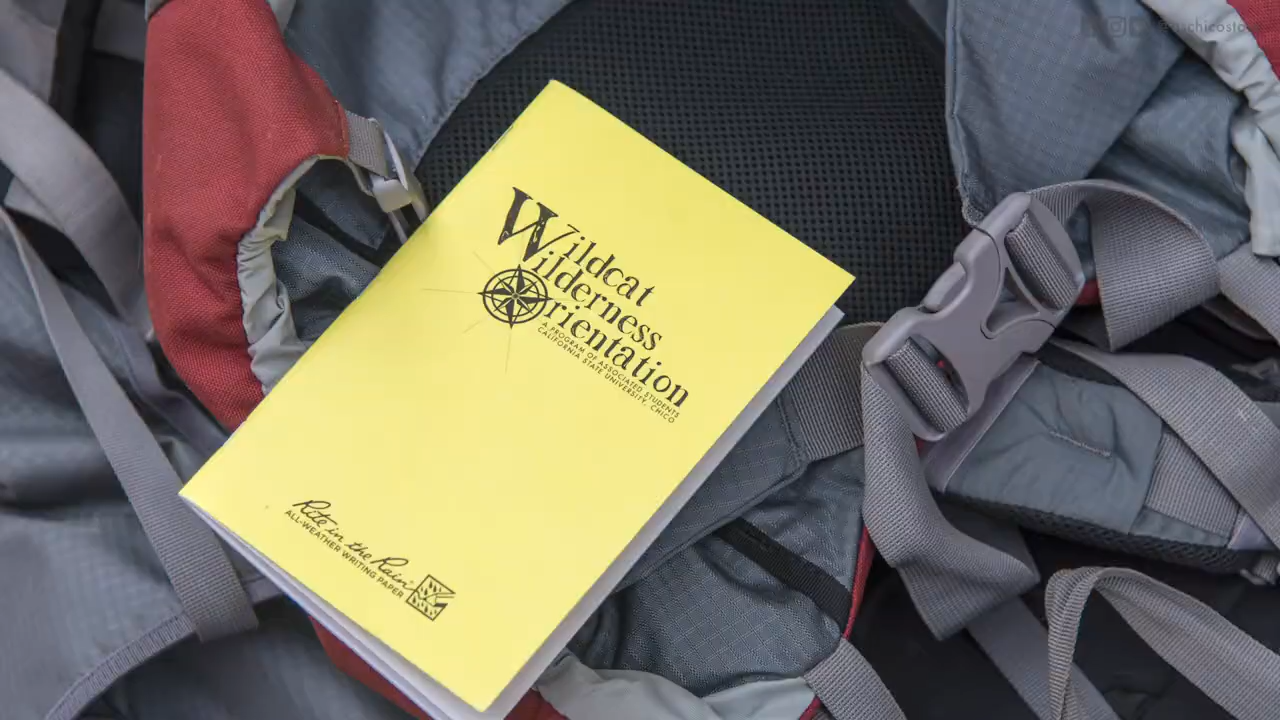 Wildcat
Wilderness
Orientation
A PROGRAM OF ASSOCIATED STUDENTS
CALIFORNIA STATE UNIVERSITY, CHICO
Rite in the Rain
ALL-WEATHER WRITING PAPER